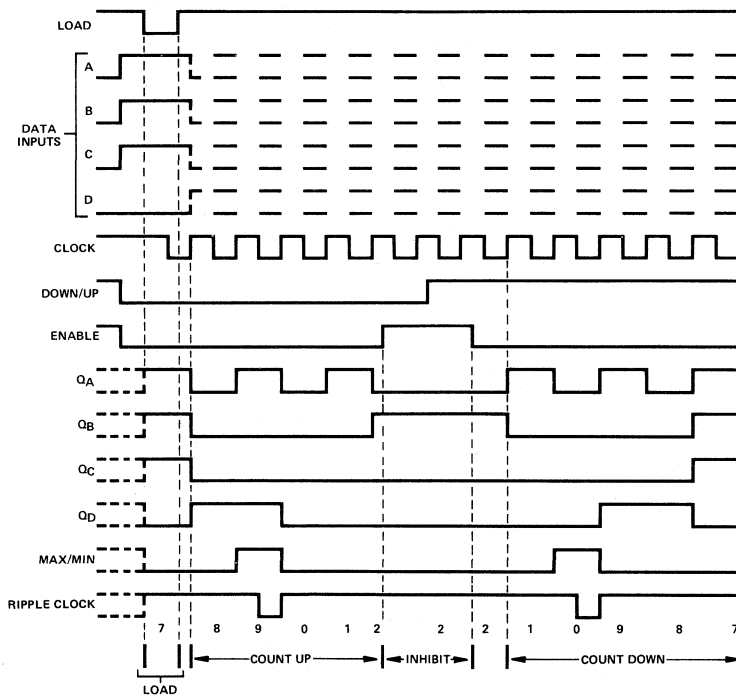 LOAD
A
B
DATA
INPUTS
C
D
CLOCK
DOWN/UP
ENABLE
QA
QB
QC
QD
MAX/MIN
RIPPLE CLOCK
7 8 9 0 1 2 2 2 1 0 9 8 7
COUNT UP INHIBIT COUNT DOWN
LOAD